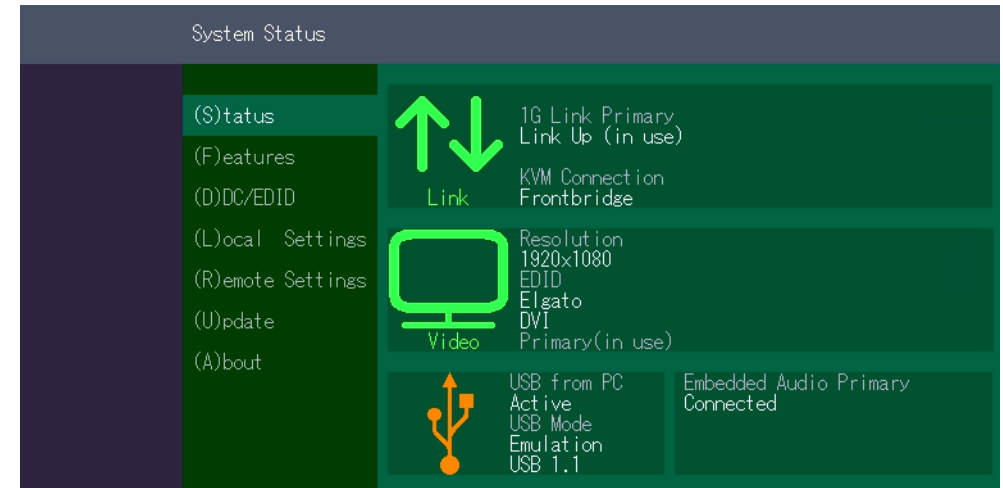 System Status
(S)tatus
(F)eatures
(D)DC/EDID
(L)ocal Settings
(R)emote Settings
(U)pdate
(A)bout
Link
1G Link Primary
Link Up (in use)
KVM Connection
Frontbridge
Video
Resolution
1920x1080
EDID
Elgato
DVI
Primary(in use)
USB from PC
Active
USB Mode
Emulation
USB 1.1
Embedded Audio Primary
Connected